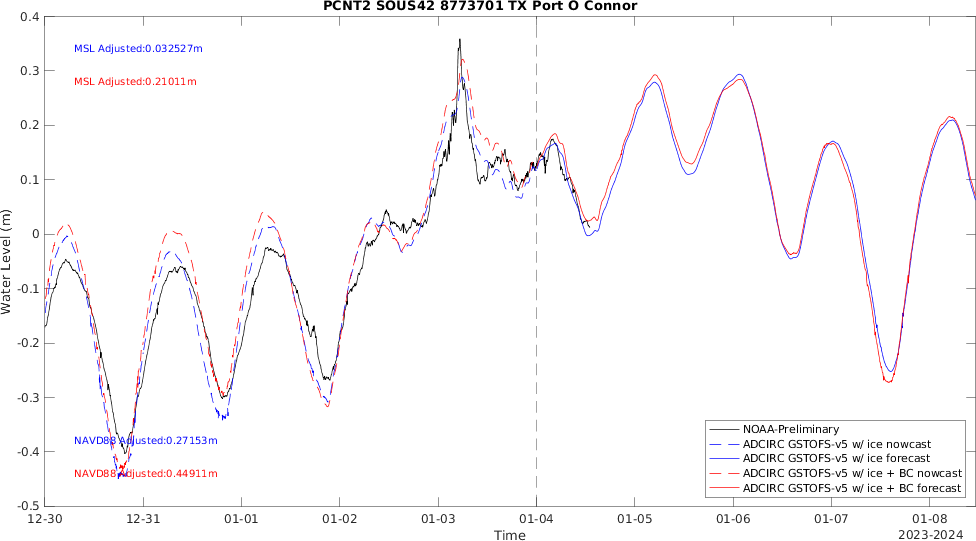 PCNT2 SOUS42 8773701 TX Port O Connor
0.4
0.3
0.2
0.1
0
-0.1
-0.2
-0.3
-0.4
-0.5
Water Level (m)
MSL Adjusted:0.032527m
MSL Adjusted:0.21011m
NAVD88 Adjusted:0.27153m
NAVD88 Adjusted:0.44911m
NOAA-Preliminary
ADCIRC GSTOFS-v5 w/ ice nowcast
ADCIRC GSTOFS-v5 w/ ice forecast
ADCIRC GSTOFS-v5 w/ ice + BC nowcast
ADCIRC GSTOFS-v5 w/ ice + BC forecast
12-30 12-31 01-01 01-02 01-03 01-04 01-05 01-06 01-07 01-08
Time
2023-2024